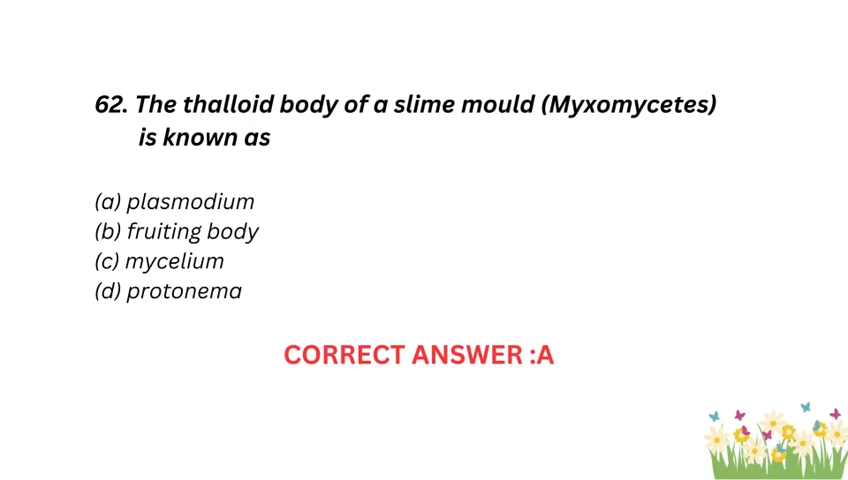 62. The thalloid body of a slime mould (Myxomycetes)
is known as
(a) plasmodium
(b) fruiting body
(c) mycelium
(d) protonema
CORRECT ANSWER :A